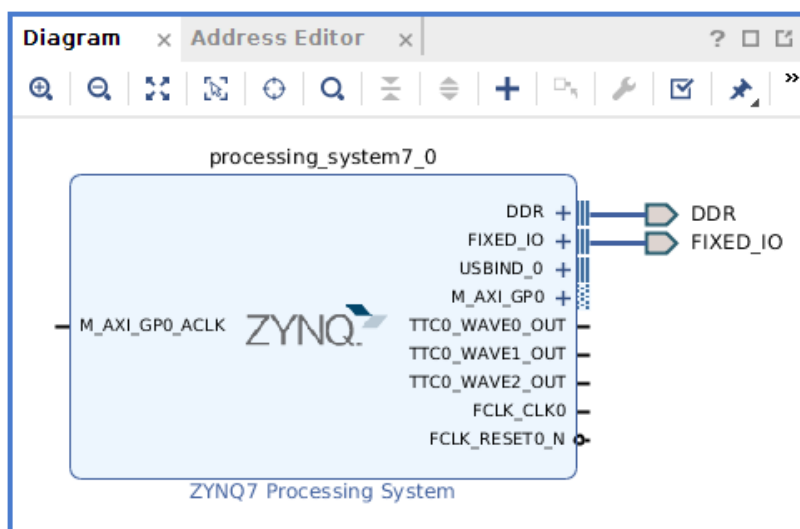 Diagram × Address Editor ×
processing_system7_0
DDR
FIXED_IO
USBIND_0
M_AXI_GP0
TTC0_WAVE0_OUT
TTC0_WAVE1_OUT
TTC0_WAVE2_OUT
FCLK_CLK0
FCLK_RESET0_N
M_AXI_GP0_ACLK
ZYNQ.
DDR
FIXED_IO
ZYNQ7 Processing System